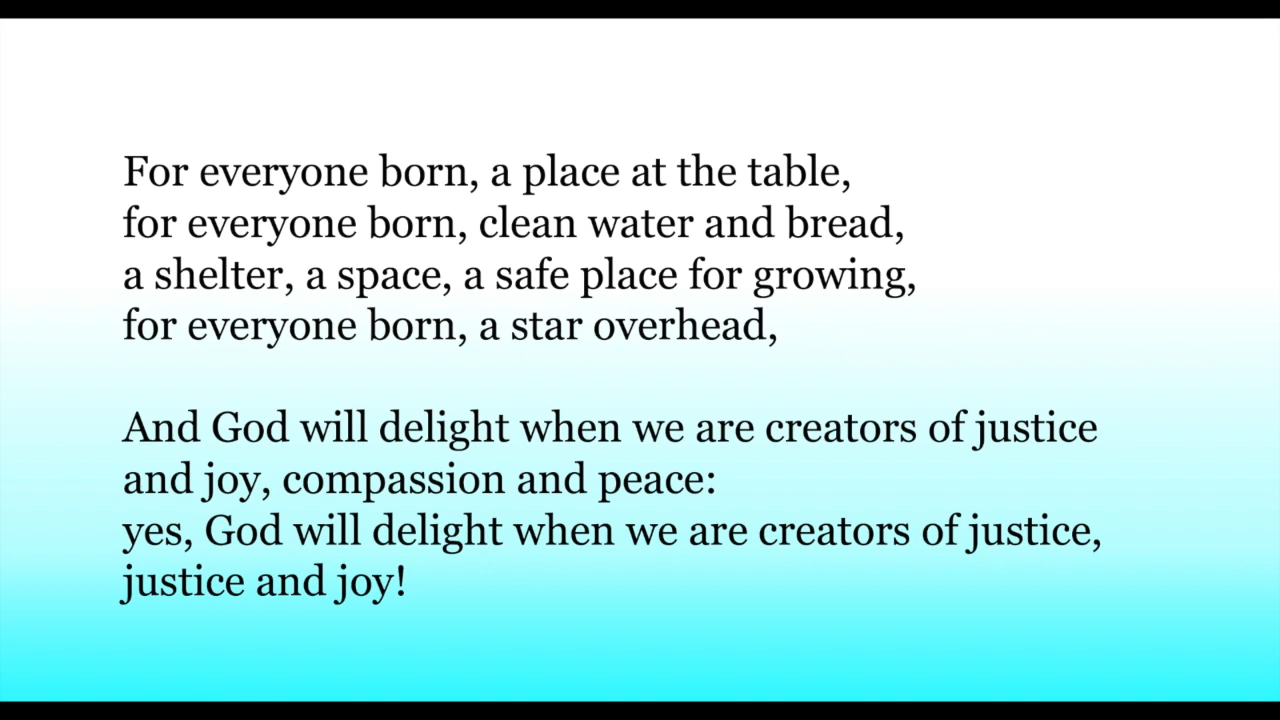 For everyone born, a place at the table,
for everyone born, clean water and bread,
a shelter, a space, a safe place for growing,
for everyone born, a star overhead,
And God will delight when we are creators of justice
and joy, compassion and peace:
yes, God will delight when we are creators of justice,
justice and joy!